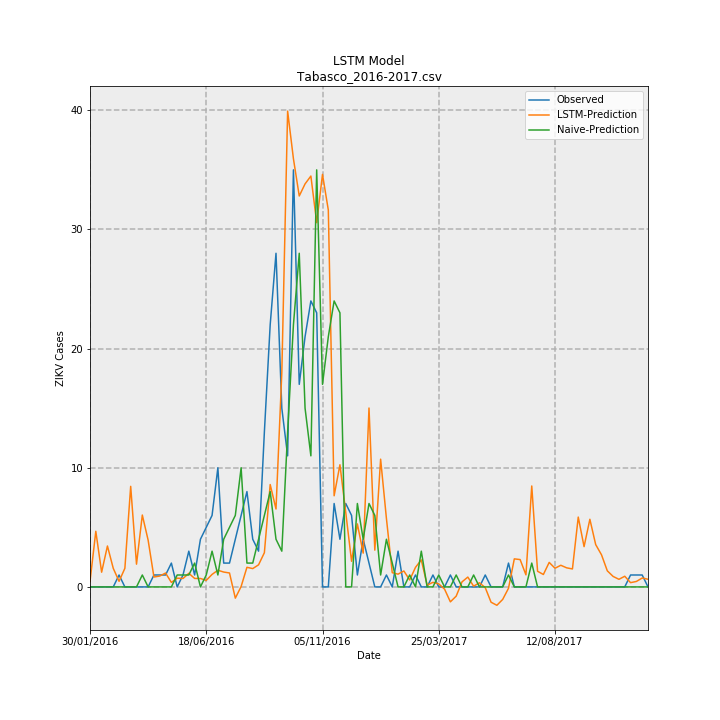 LSTM Model
Tabasco_2016-2017.csv
Observed
LSTM-Prediction
Naive-Prediction
40
30
20
10
0
ZIKV Cases
30/01/2016
18/06/2016
05/11/2016
25/03/2017
12/08/2017
Date